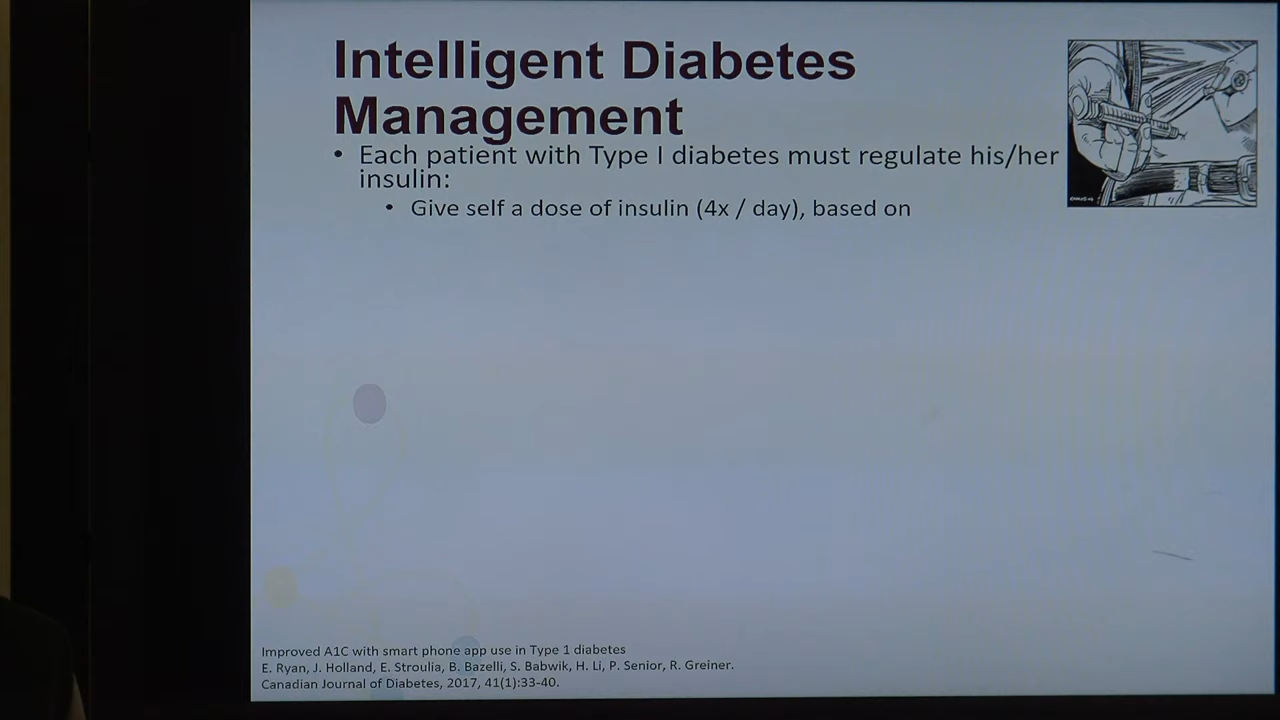 Intelligent Diabetes
Management
• Each patient with Type I diabetes must regulate his/her
insulin:
• Give self a dose of insulin (4x / day), based on
Improved A1C with smart phone app use in Type 1 diabetes
E. Ryan, J. Holland, E. Stroulia, B. Bazelli, S. Babwik, H. Li, P. Senior, R. Greiner.
Canadian Journal of Diabetes, 2017, 41(1):33-40.